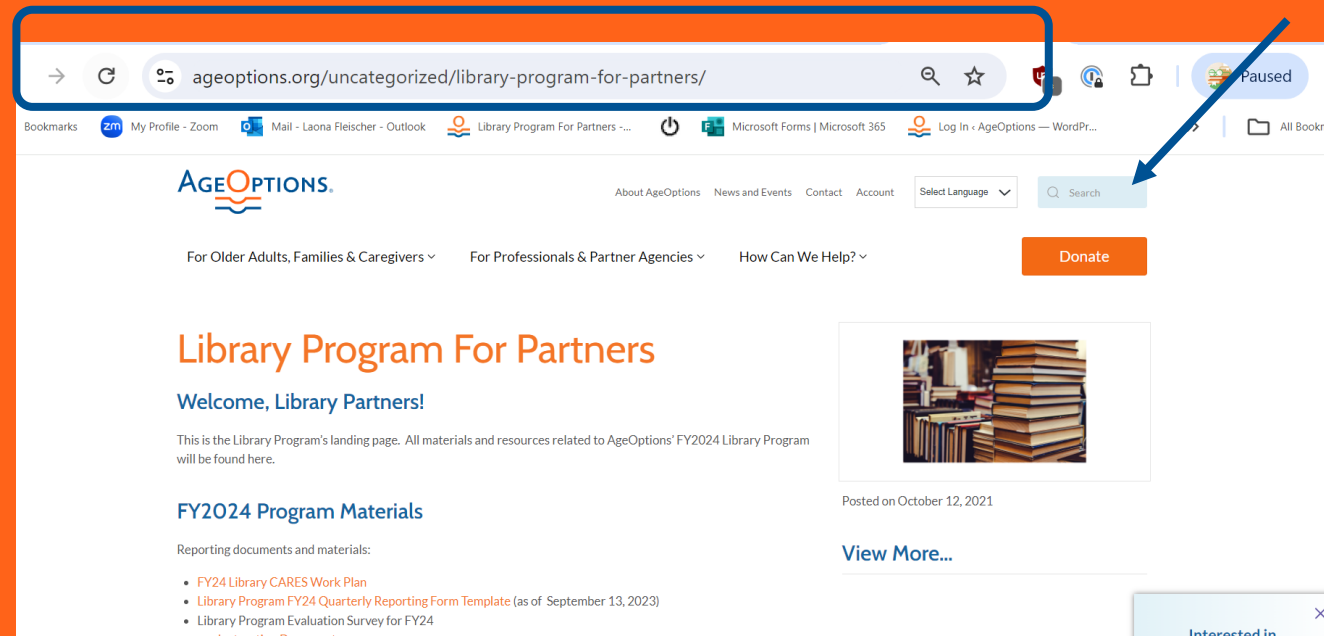 ageoptions.org/uncategorized/library-program-for-partners/
Paused
Bookmarks
zm My Profile - Zoom
Mail - Laona Fleischer - Outlook
Library Program For Partners -...
Microsoft Forms | Microsoft 365
Log In ‹ AgeOptions — WordPr...
All Bookr
AGEOPTIONS®
About AgeOptions News and Events Contact Account Select Language Search
For Older Adults, Families & Caregivers For Professionals & Partner Agencies How Can We Help? Donate
Library Program For Partners
Welcome, Library Partners!
This is the Library Program's landing page. All materials and resources related to AgeOptions' FY2024 Library Program
will be found here.
Posted on October 12, 2021
FY2024 Program Materials
View More...
Reporting documents and materials:
• FY24 Library CARES Work Plan
• Library Program FY24 Quarterly Reporting Form Template (as of September 13, 2023)
• Library Program Evaluation Survey for FY24
Interested in